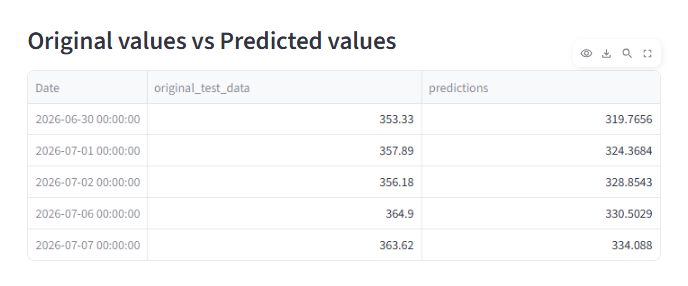 Original values vs Predicted values
Date original_test_data predictions
2026-06-30 00:00:00 353.33 319.7656
2026-07-01 00:00:00 357.89 324.3684
2026-07-02 00:00:00 356.18 328.8543
2026-07-06 00:00:00 364.9 330.5029
2026-07-07 00:00:00 363.62 334.088